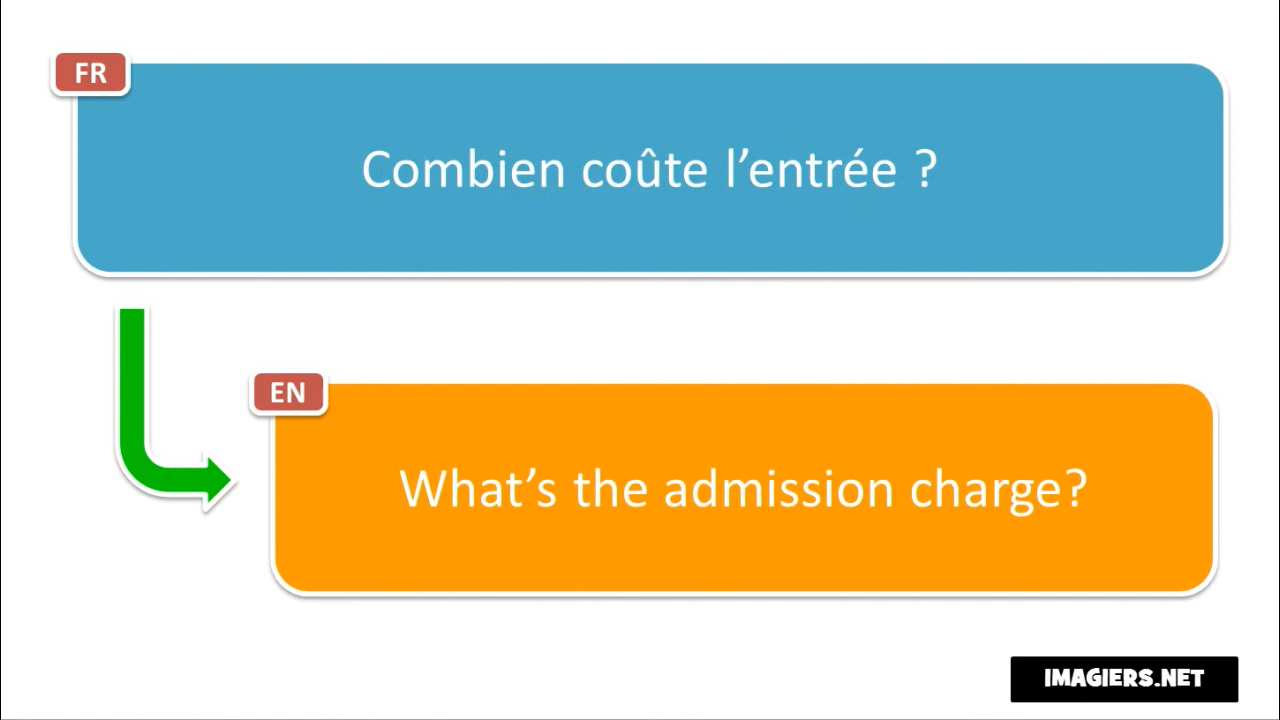 FR
Combien coûte l’entrée ?
EN
What’s the admission charge?
IMAGIERS.NET